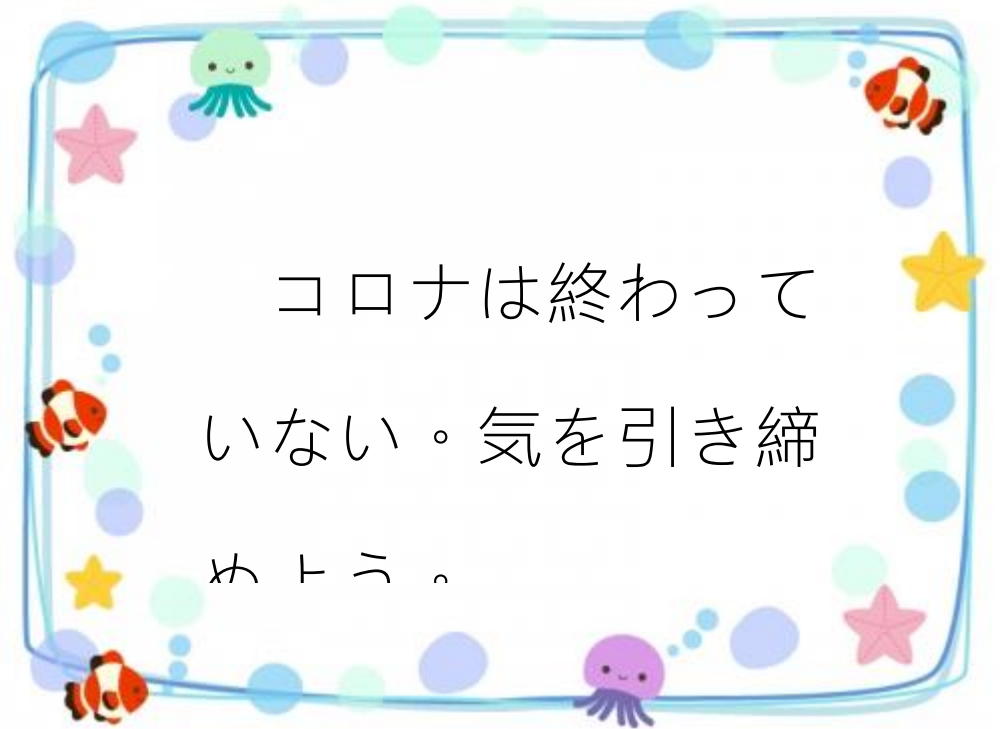 コロナは終わって
いない。気を引き締
めよう。